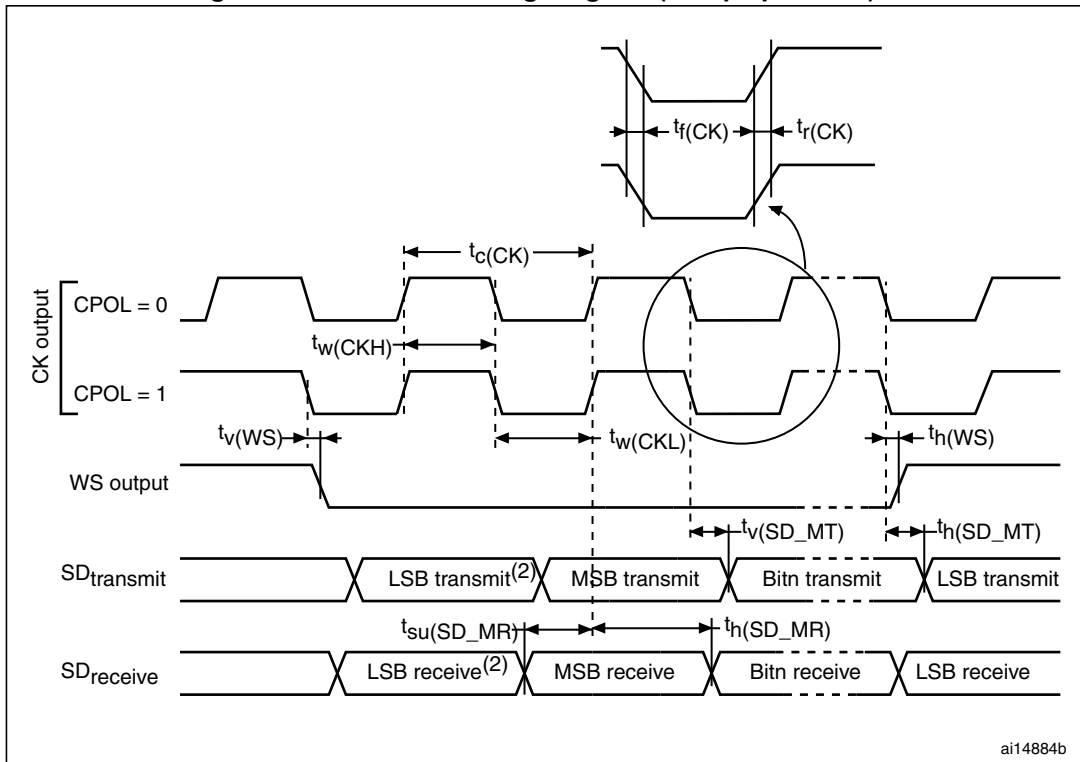 tf(CK)
tr(CK)
tc(CK)
CK output
CPOL = 0
tw(CKH)
CPOL = 1
tv(WS)
tw(CKL)
th(WS)
WS output
tv(SD_MT)
th(SD_MT)
SDtransmit
LSB transmit(2)
MSB transmit
Bitn transmit
LSB transmit
tsu(SD_MR)
th(SD_MR)
SDreceive
LSB receive(2)
MSB receive
Bitn receive
LSB receive
ai14884b